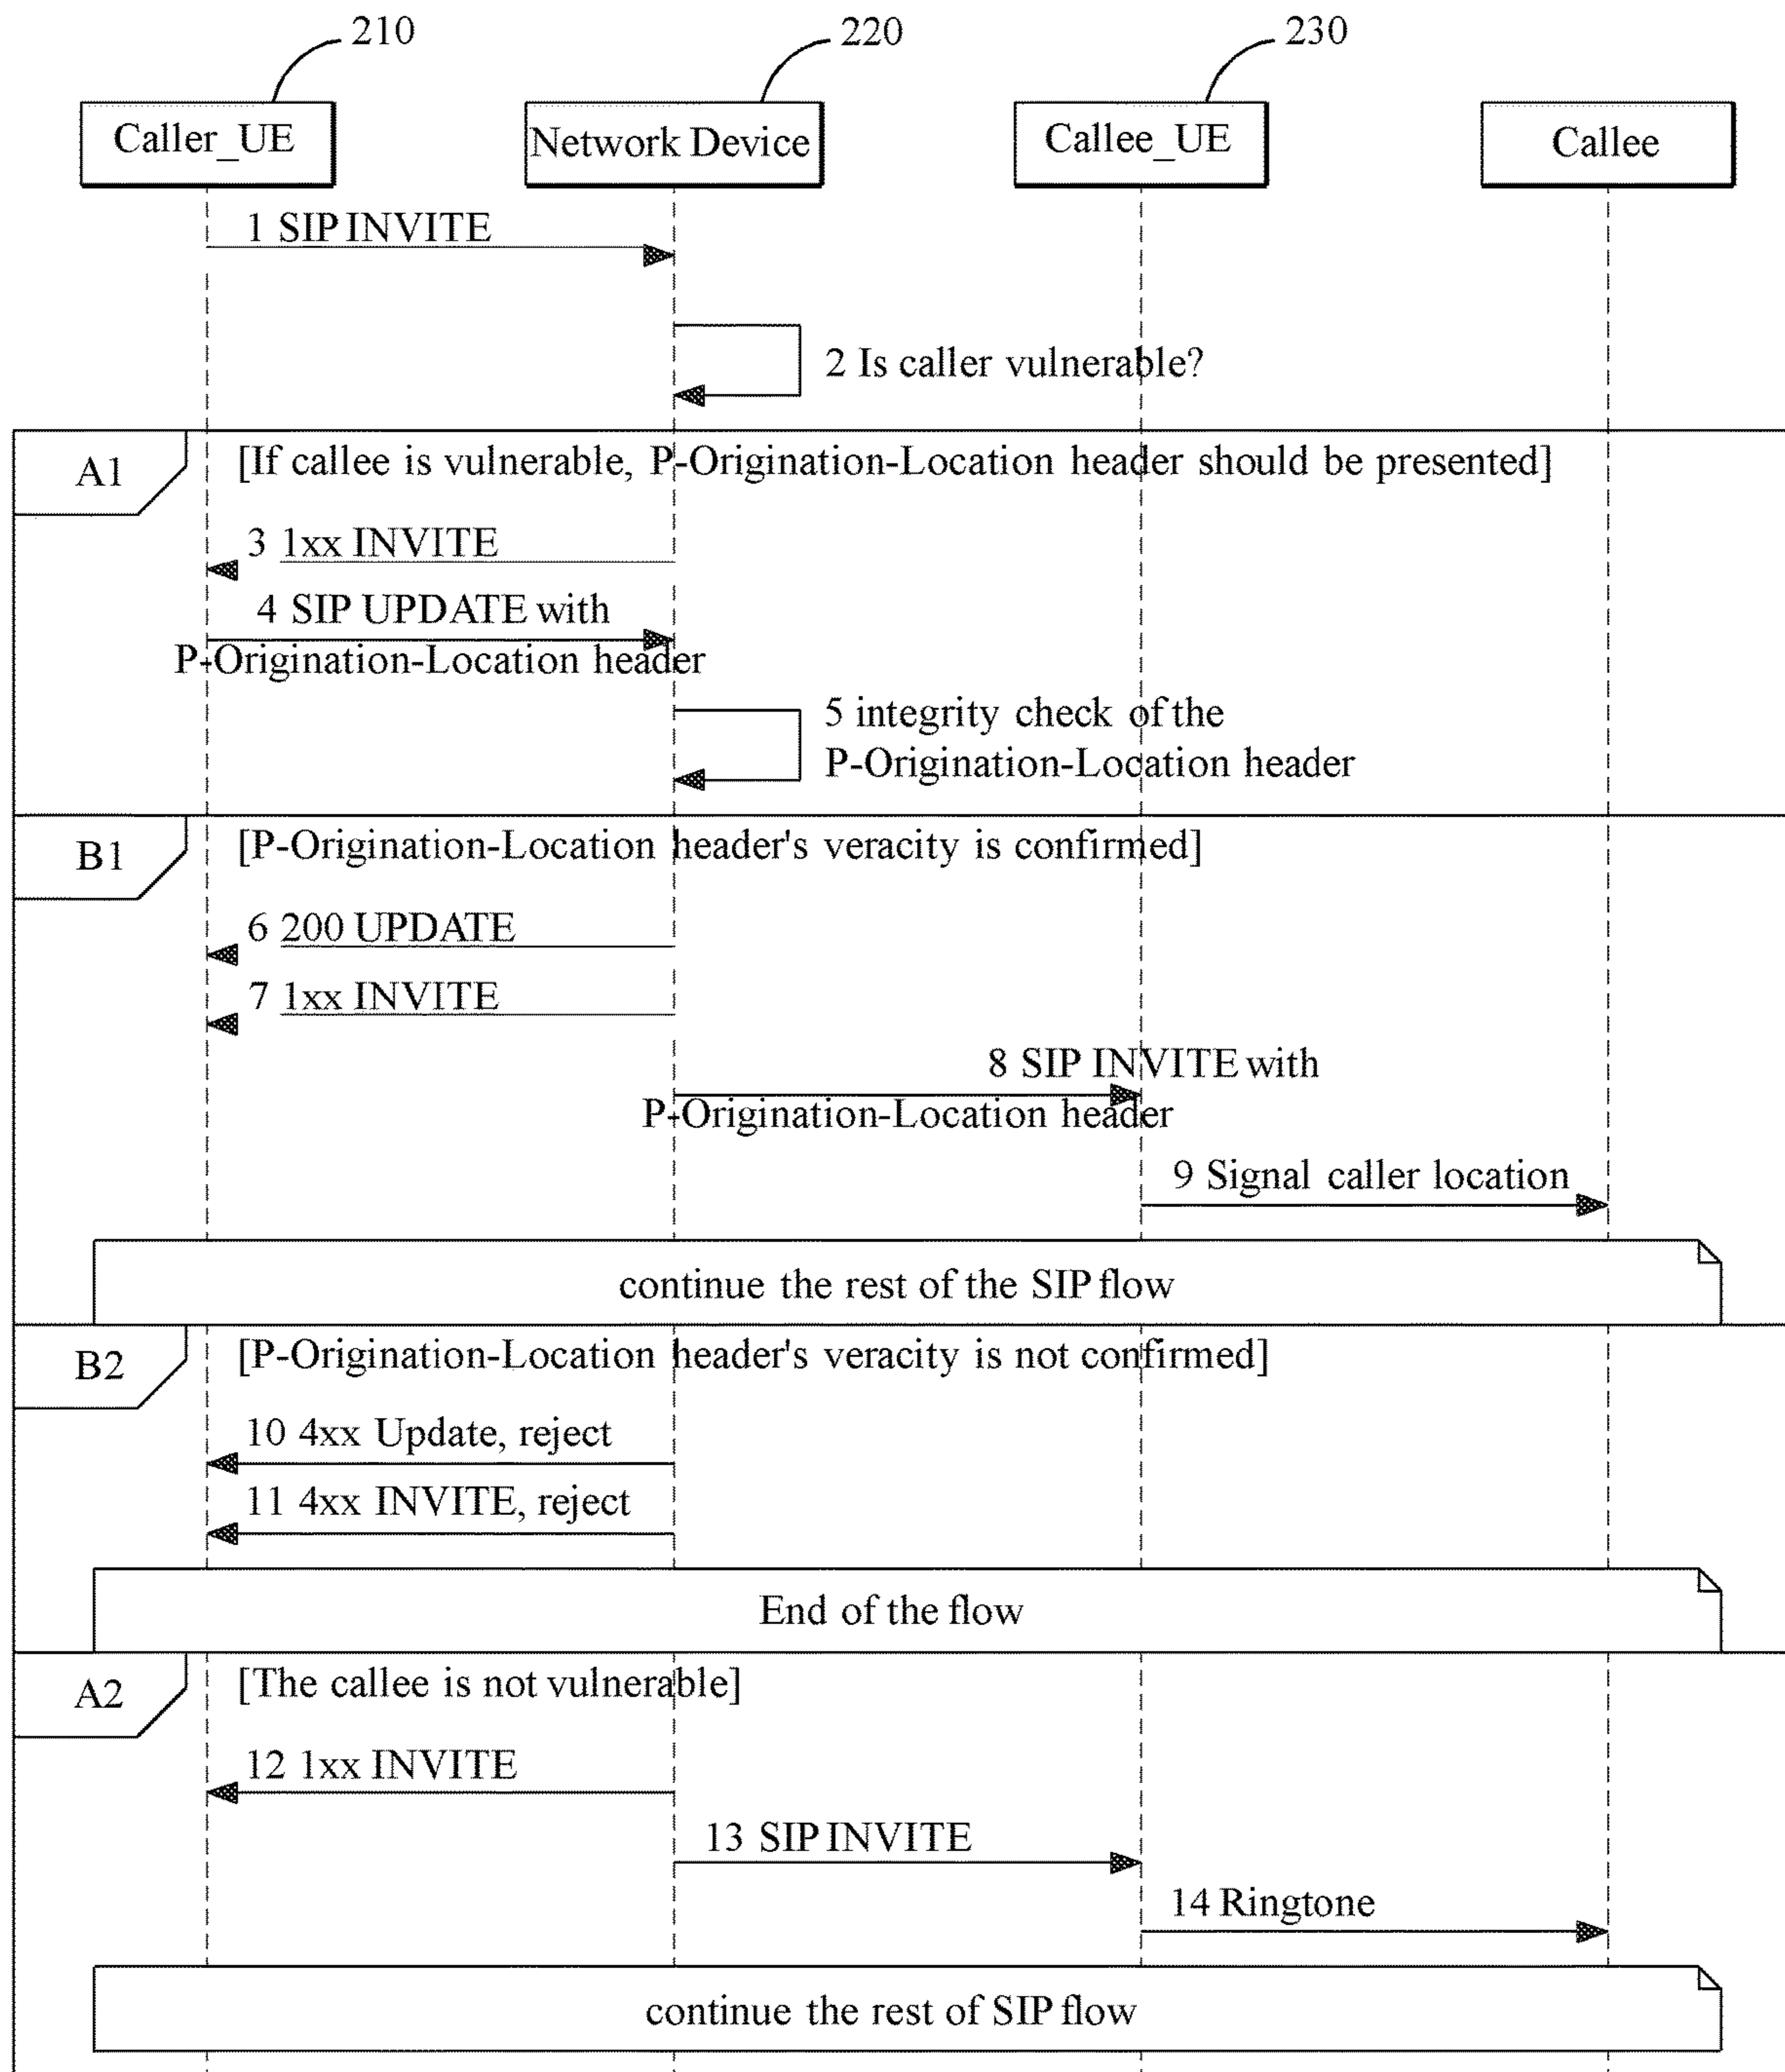 210
220
230
Caller_UE
Network Device
Callee_UE
Callee
1 SIP INVITE
2 Is caller vulnerable?
A1
[If callee is vulnerable, P-Origination-Location header should be presented]
3 1xx INVITE
4 SIP UPDATE with
P-Origination-Location header
5 integrity check of the
P-Origination-Location header
B1
[P-Origination-Location header's veracity is confirmed]
6 200 UPDATE
7 1xx INVITE
8 SIP INVITE with
P-Origination-Location header
9 Signal caller location
continue the rest of the SIP flow
B2
[P-Origination-Location header's veracity is not confirmed]
10 4xx Update, reject
11 4xx INVITE, reject
End of the flow
A2
[The callee is not vulnerable]
12 1xx INVITE
13 SIP INVITE
14 Ringtone
continue the rest of SIP flow